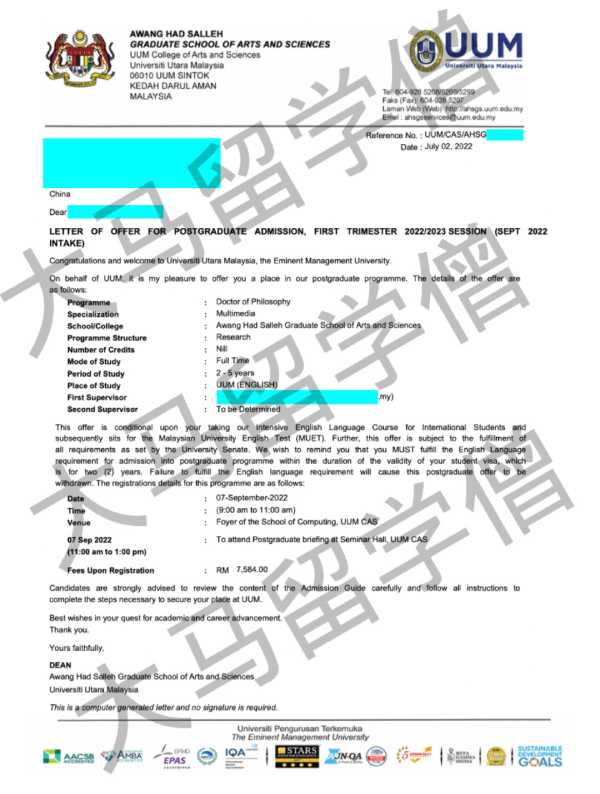 AWANG HAD SALLEH
GRADUATE SCHOOL OF ARTS AND SCIENCES
UUM College of Arts and Sciences
Universiti Utara Malaysia
06010 UUM SINTOK
KEDAH DARUL AMAN
MALAYSIA
UUM
Universiti Utara Malaysia
Tel: 604-928 5266/5299/5299
Faks (Fax): 604-928 5297
Laman Web (Web): http://ahsgs.uum.edu.my
Emel : ahsgsservices@uum.edu.my
Reference No. : UUM/CAS/AHSG
Date : July 02, 2022
China
Dear
LETTER OF OFFER FOR POSTGRADUATE ADMISSION, FIRST TRIMESTER 2022/2023 SESSION (SEPT 2022
INTAKE)
Congratulations and welcome to Universiti Utara Malaysia, the Eminent Management University.
On behalf of UUM, it is my pleasure to offer you a place in our postgraduate programme. The details of the offer are
as follows:
Programme : Doctor of Philosophy
Specialization : Multimedia
School/College : Awang Had Salleh Graduate School of Arts and Sciences
Programme Structure : Research
Number of Credits : Nill
Mode of Study : Full Time
Period of Study : 2 - 5 years
Place of Study : UUM (ENGLISH)
First Supervisor : .my)
Second Supervisor : To be Determined
This offer is conditional upon your taking our Intensive English Language Course for International Students and
subsequently sits for the Malaysian University English Test (MUET). Further, this offer is subject to the fulfillment of
all requirements as set by the University Senate. We wish to remind you that you MUST fulfill the English Language
requirement for admission into postgraduate programme within the duration of the validity of your student visa, which
is for two (2) years. Failure to fulfill the English language requirement will cause this postgraduate offer to be
withdrawn. The registrations details for this programme are as follows:
Date : 07-September-2022
Time : (9:00 am to 11:00 am)
Venue : Foyer of the School of Computing, UUM CAS
07 Sep 2022 : To attend Postgraduate briefing at Seminar Hall, UUM CAS
(11:00 am to 1:00 pm)
Fees Upon Registration : RM 7,584.00
Candidates are strongly advised to review the content of the Admission Guide carefully and follow all instructions to
complete the steps necessary to secure your place at UUM.
Best wishes in your quest for academic and career advancement.
Thank you.
Yours faithfully,
DEAN
Awang Had Salleh Graduate School of Arts and Sciences
Universiti Utara Malaysia
This is a computer generated letter and no signature is required.
Universiti Pengurusan Terkemuka
The Eminent Management University
AACSB
ACCREDITED
AMBA
EFMD
EPAS
ACCREDITED
IQA
STARS
UN-QA
SUSTAINABLE
DEVELOPMENT
GOALS
大马留学僧
大马留学僧
大马留学僧